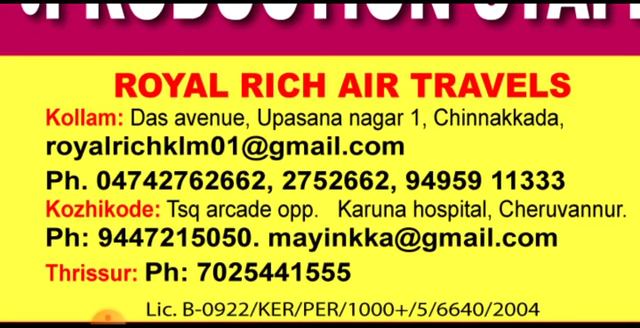 PRODUCTION STAFF
ROYAL RICH AIR TRAVELS
Kollam: Das avenue, Upasana nagar 1, Chinnakkada,
royalrichklm01@gmail.com
Ph. 04742762662, 2752662, 94959 11333
Kozhikode: Tsq arcade opp. Karuna hospital, Cheruvannur.
Ph: 9447215050. mayinkka@gmail.com
Thrissur: Ph: 7025441555
Lic. B-0922/KER/PER/1000+/5/6640/2004